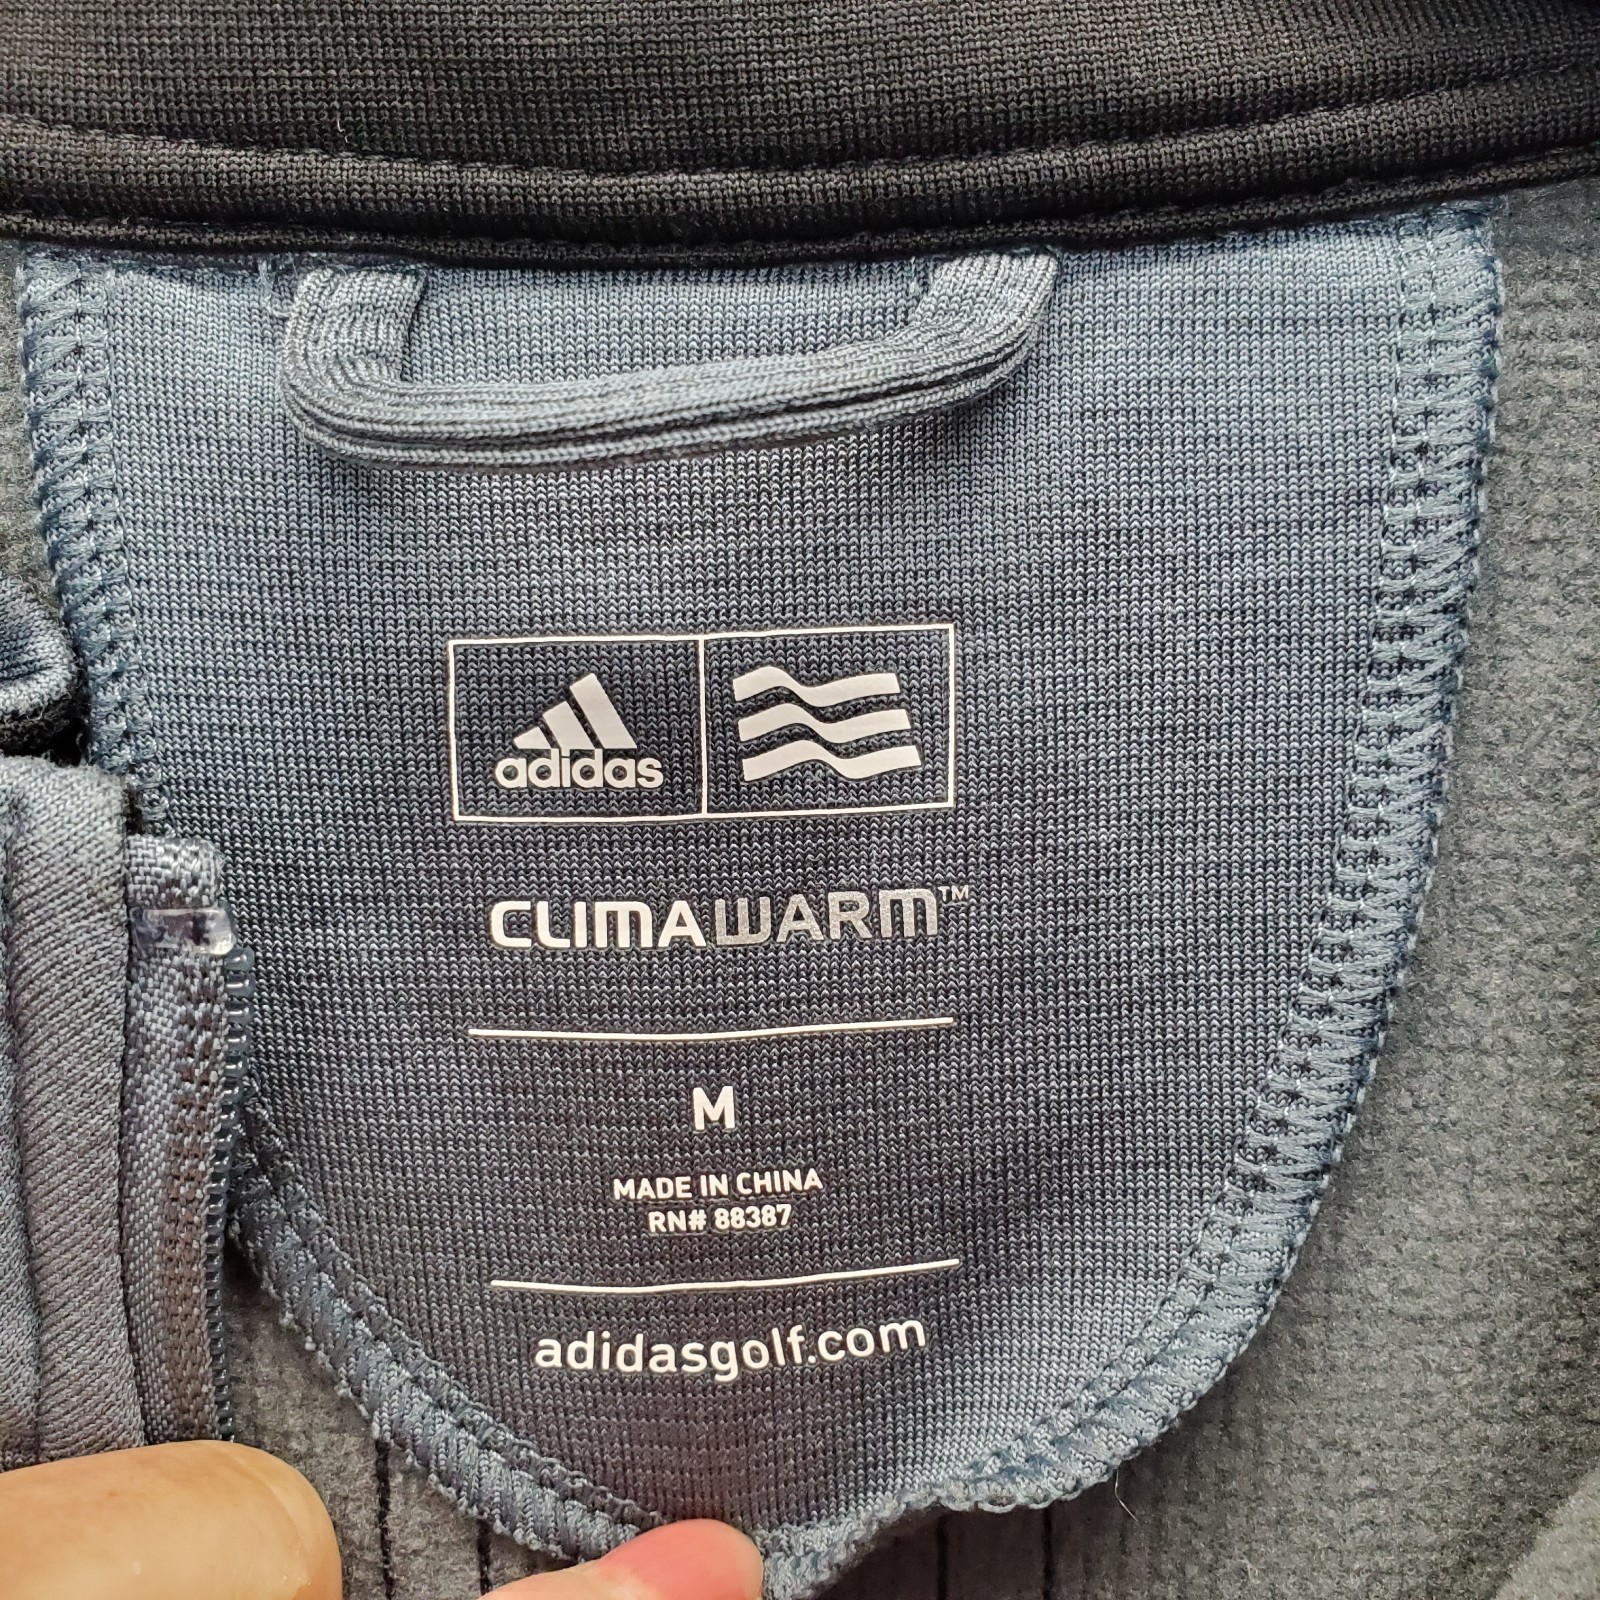 adidas
CLIMAWARM™
M
MADE IN CHINA
RN# 88387
adidasgolf.com